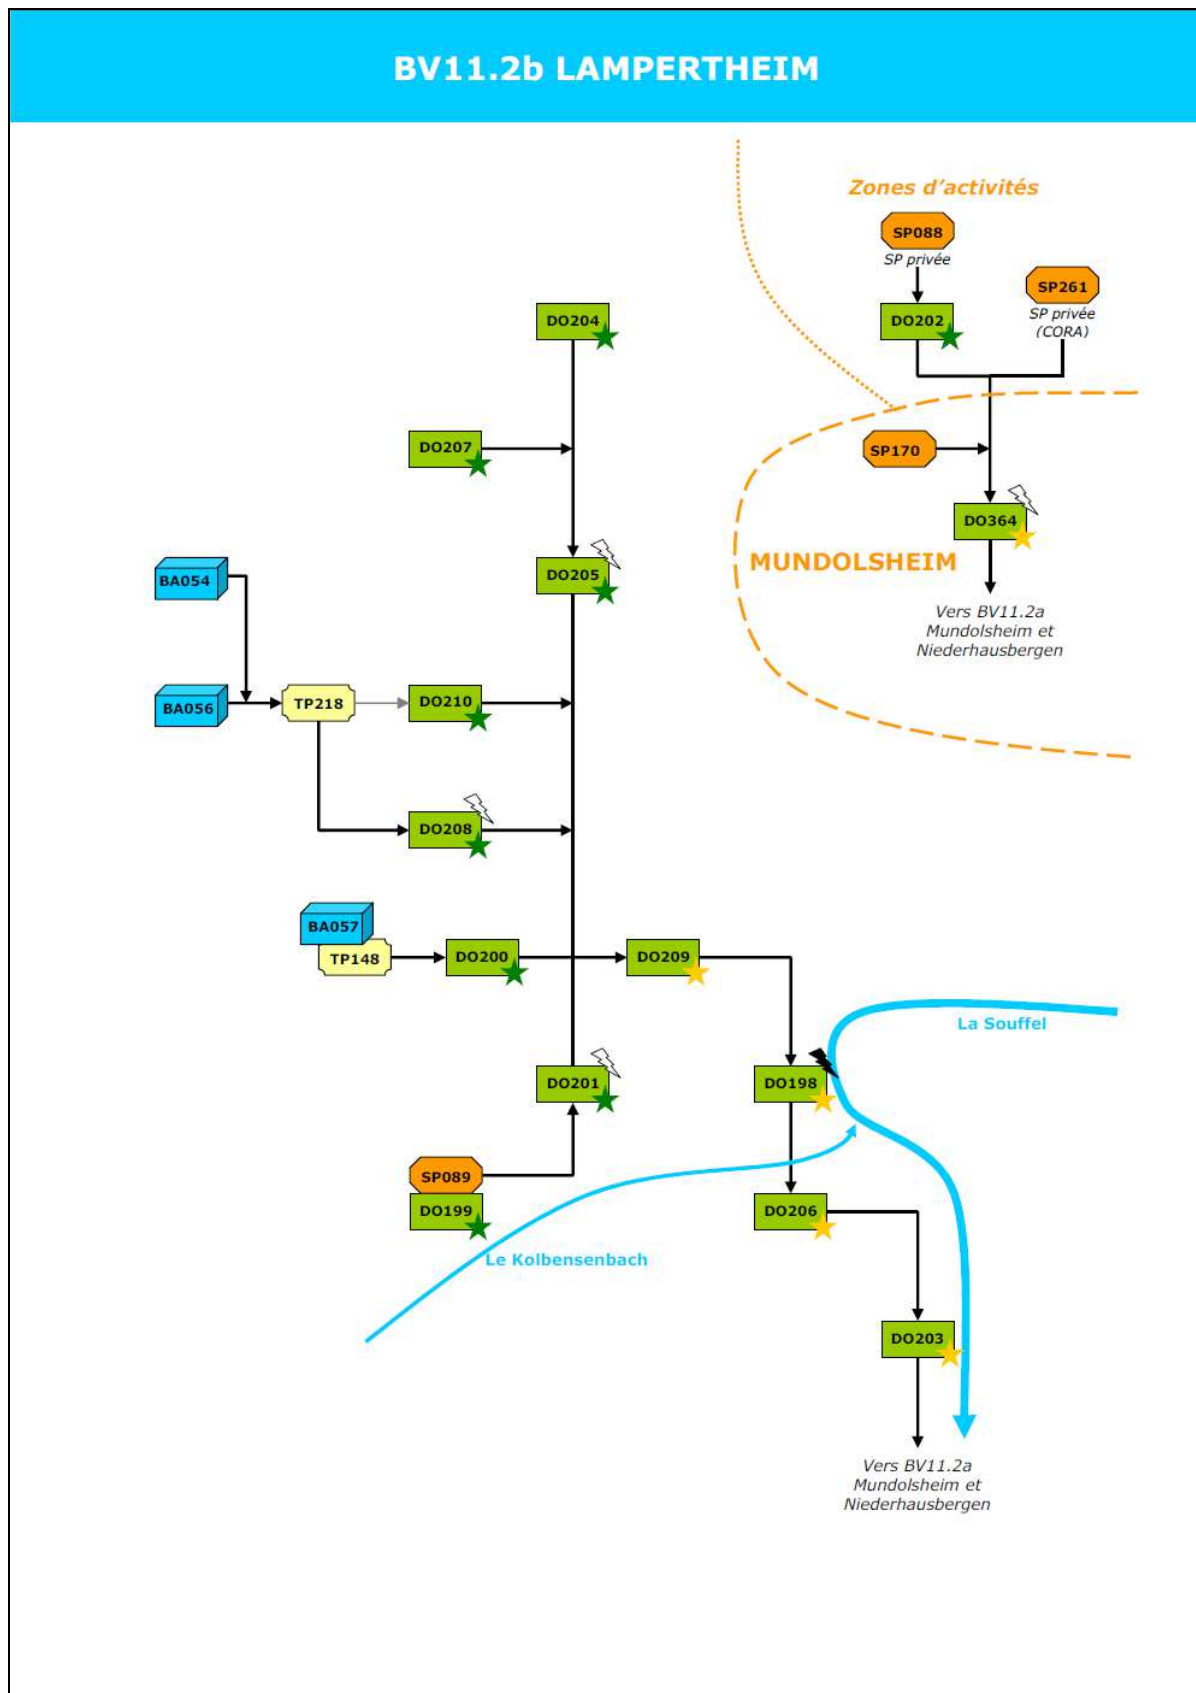 BV11.2b LAMPERTHEIM
Zones d’activités
SP088
SP privée
SP261
SP privée
(CORA)
DO204
DO202
DO207
SP170
DO364
DO205
MUNDOLSHEIM
BA054
Vers BV11.2a
Mundolsheim et
Niederhausbergen
BA056
TP218
DO210
DO208
BA057
TP148
DO200
DO209
La Souffel
DO201
DO198
SP089
DO199
DO206
Le Kolbensenbach
DO203
Vers BV11.2a
Mundolsheim et
Niederhausbergen